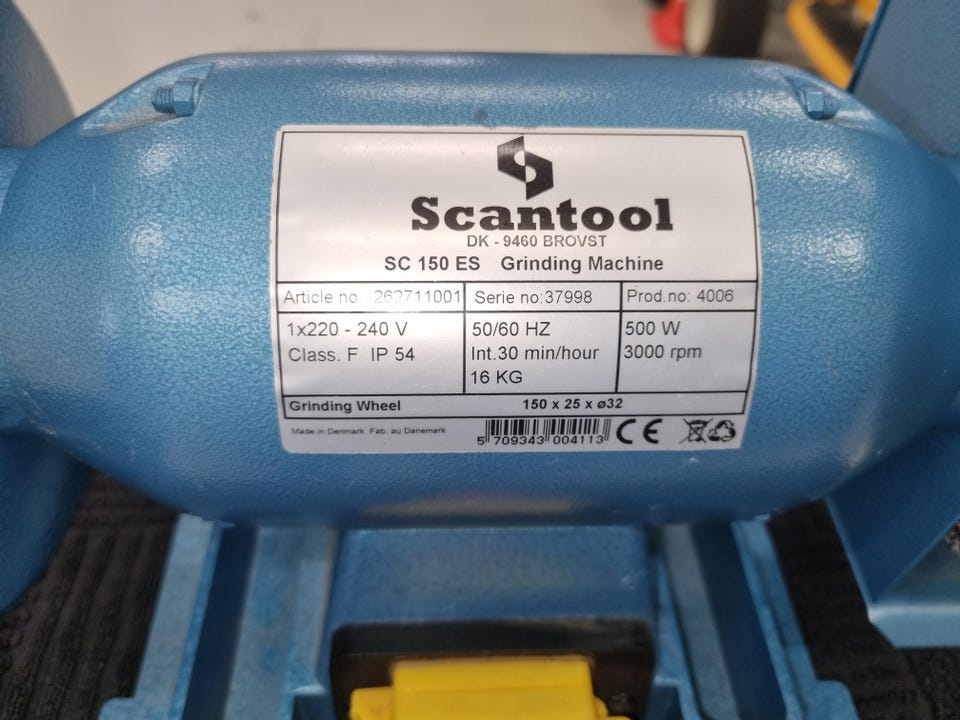 Scantool
DK - 9460 BROVST
SC 150 ES Grinding Machine
Article no.: 262711001 Serie no:37998 Prod.no: 4006
1x220 - 240 V 50/60 HZ 500 W
Class. F IP 54 Int.30 min/hour 3000 rpm
16 KG
Grinding Wheel 150 x 25 x ø32
Made in Denmark Fab. au Danemark 5 709343 004113 CE